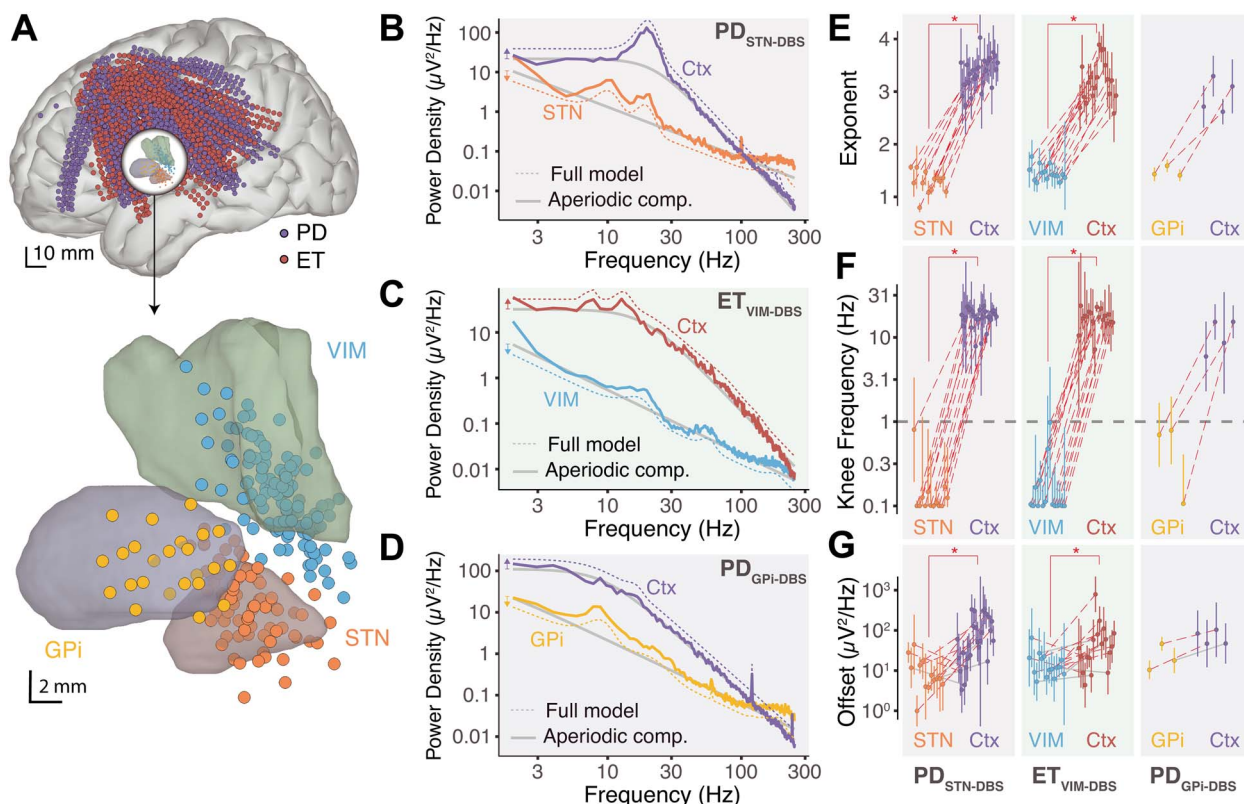 A
10 mm
PD
ET
VIM
GPi
STN
2 mm
B
PD STN-DBS
Power Density (µV²/Hz)
100
10
1
0.1
0.01
Ctx
STN
Full model
Aperiodic comp.
3
10
30
100
300
Frequency (Hz)
C
ET VIM-DBS
Power Density (µV²/Hz)
10
1
0.1
0.01
Ctx
VIM
Full model
Aperiodic comp.
3
10
30
100
300
Frequency (Hz)
D
PD GPi-DBS
Power Density (µV²/Hz)
100
10
1
0.1
0.01
Ctx
GPi
Full model
Aperiodic comp.
3
10
30
100
300
Frequency (Hz)
E
Exponent
4
3
2
1
*
*
STN Ctx
VIM Ctx
GPi Ctx
F
Knee Frequency (Hz)
31
10
3.1
1
0.3
0.1
*
*
STN Ctx
VIM Ctx
GPi Ctx
G
Offset (µV²/Hz)
10³
10²
10¹
10⁰
*
*
STN Ctx
VIM Ctx
GPi Ctx
PD STN-DBS
ET VIM-DBS
PD GPi-DBS